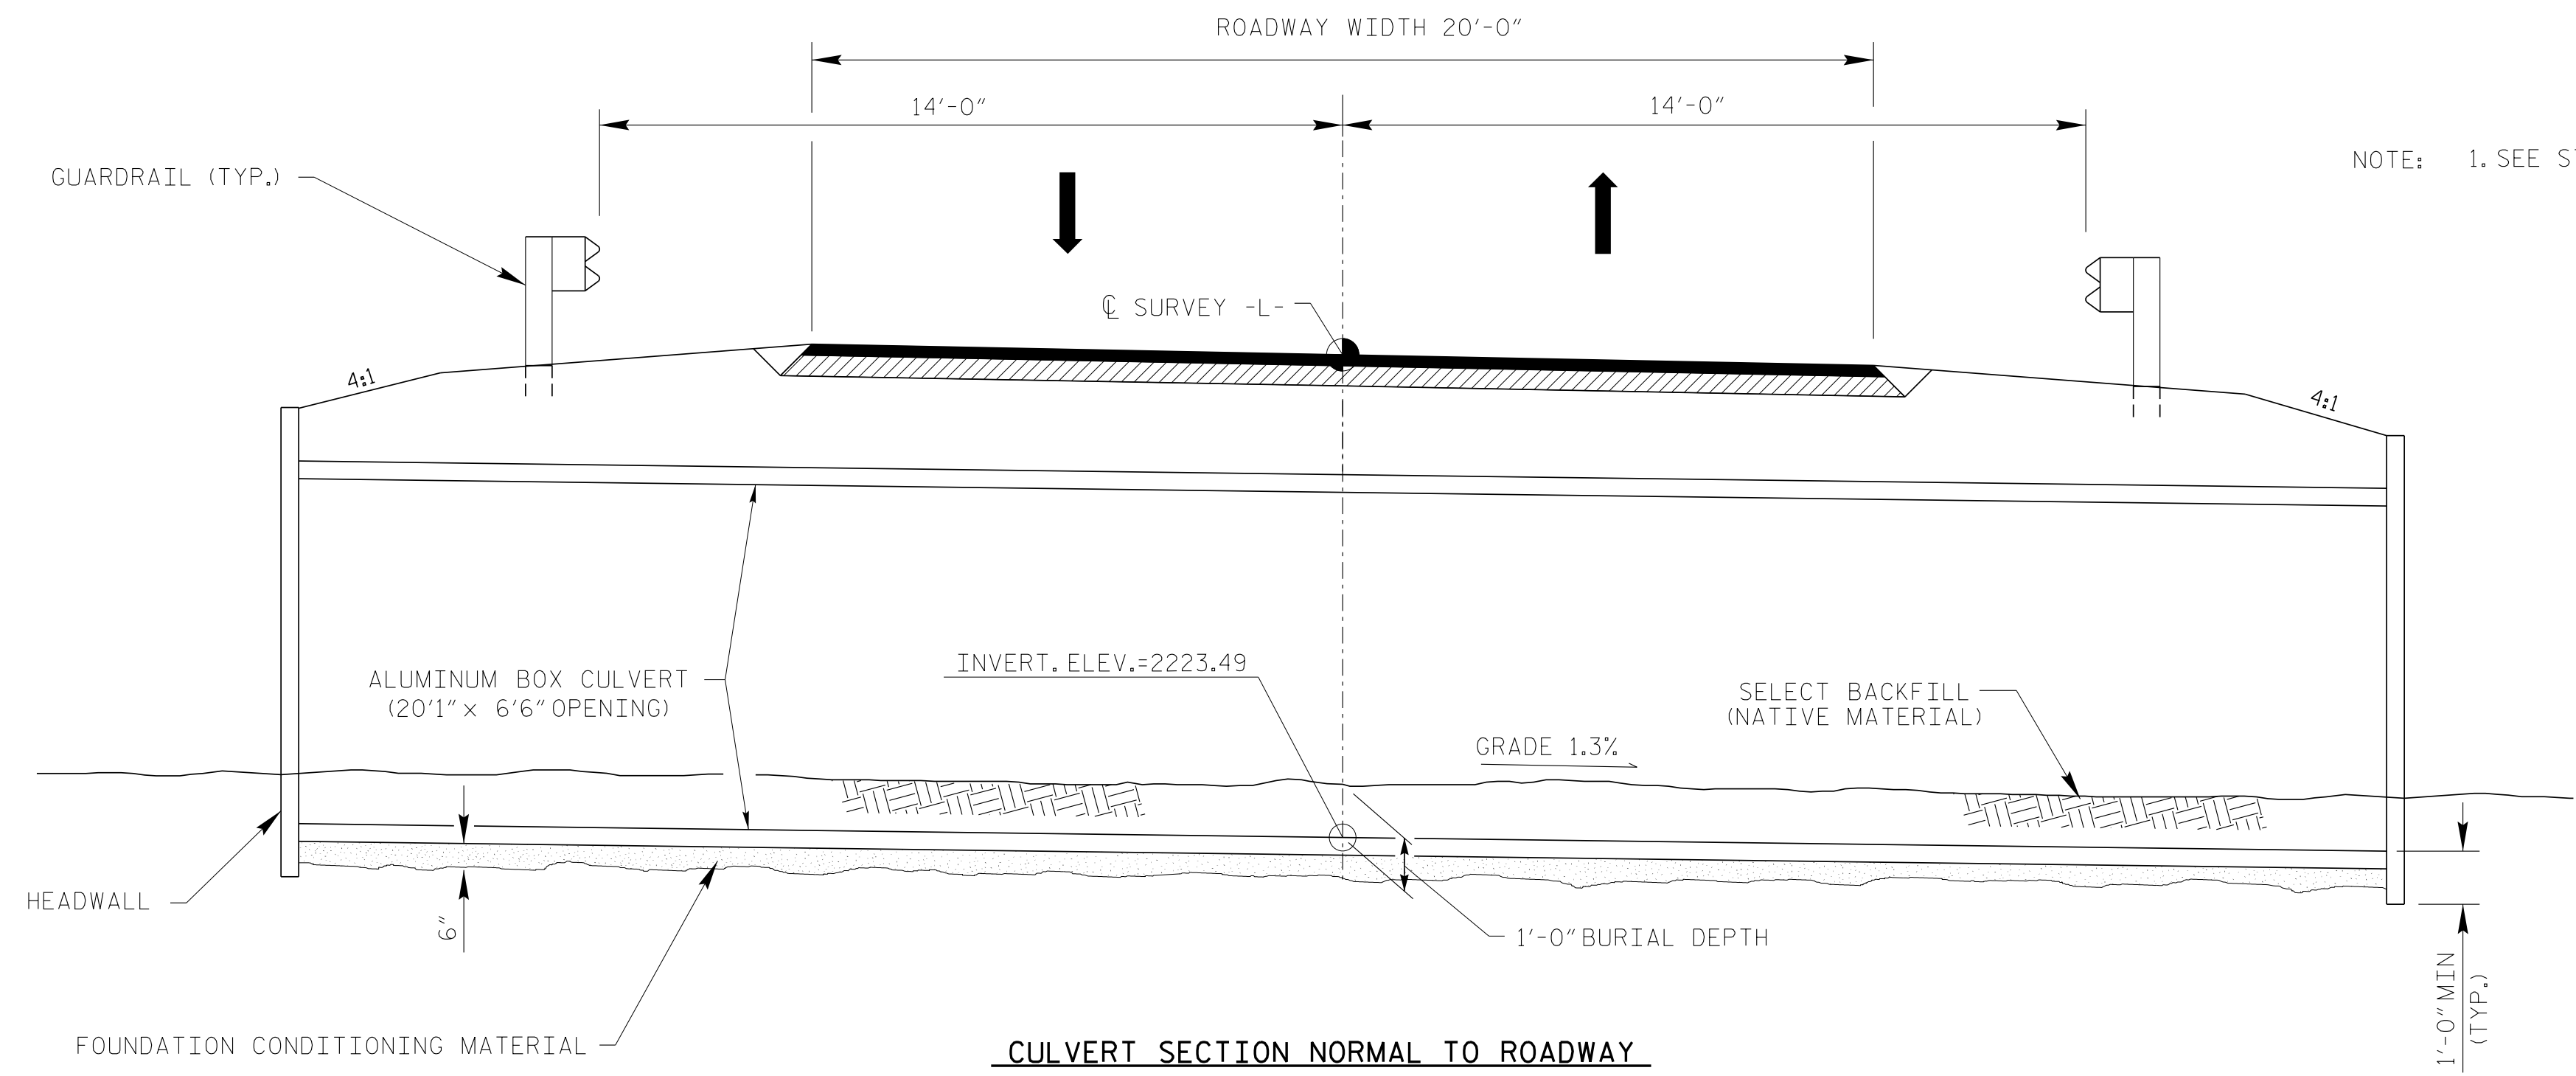 ROADWAY WIDTH 20'-0"
14'-0"
14'-0"
GUARDRAIL (TYP.)
NOTE: 1. SEE
℄ SURVEY -L-
4:1
4:1
INVERT. ELEV.=2223.49
ALUMINUM BOX CULVERT
(20'1" x 6'6" OPENING)
SELECT BACKFILL
(NATIVE MATERIAL)
GRADE 1.3%
HEADWALL
6"
1'-0" BURIAL DEPTH
1'-0" MIN
(TYP.)
FOUNDATION CONDITIONING MATERIAL
CULVERT SECTION NORMAL TO ROADWAY